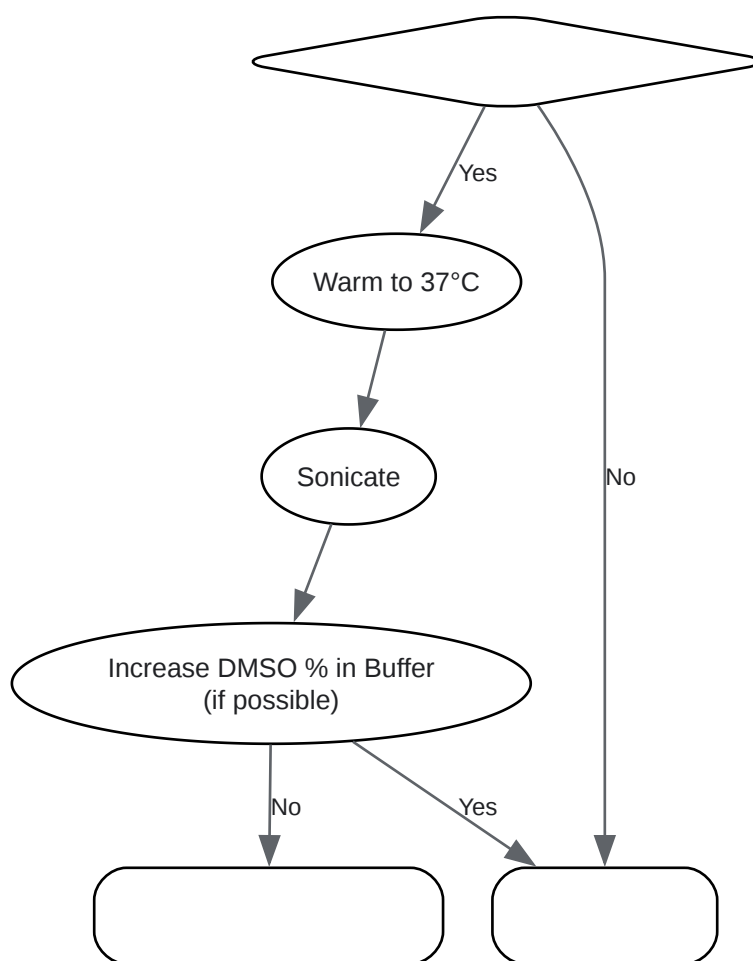 Yes
Warm to 37°C
Sonicate
No
Increase DMSO % in Buffer
(if possible)
No
Yes